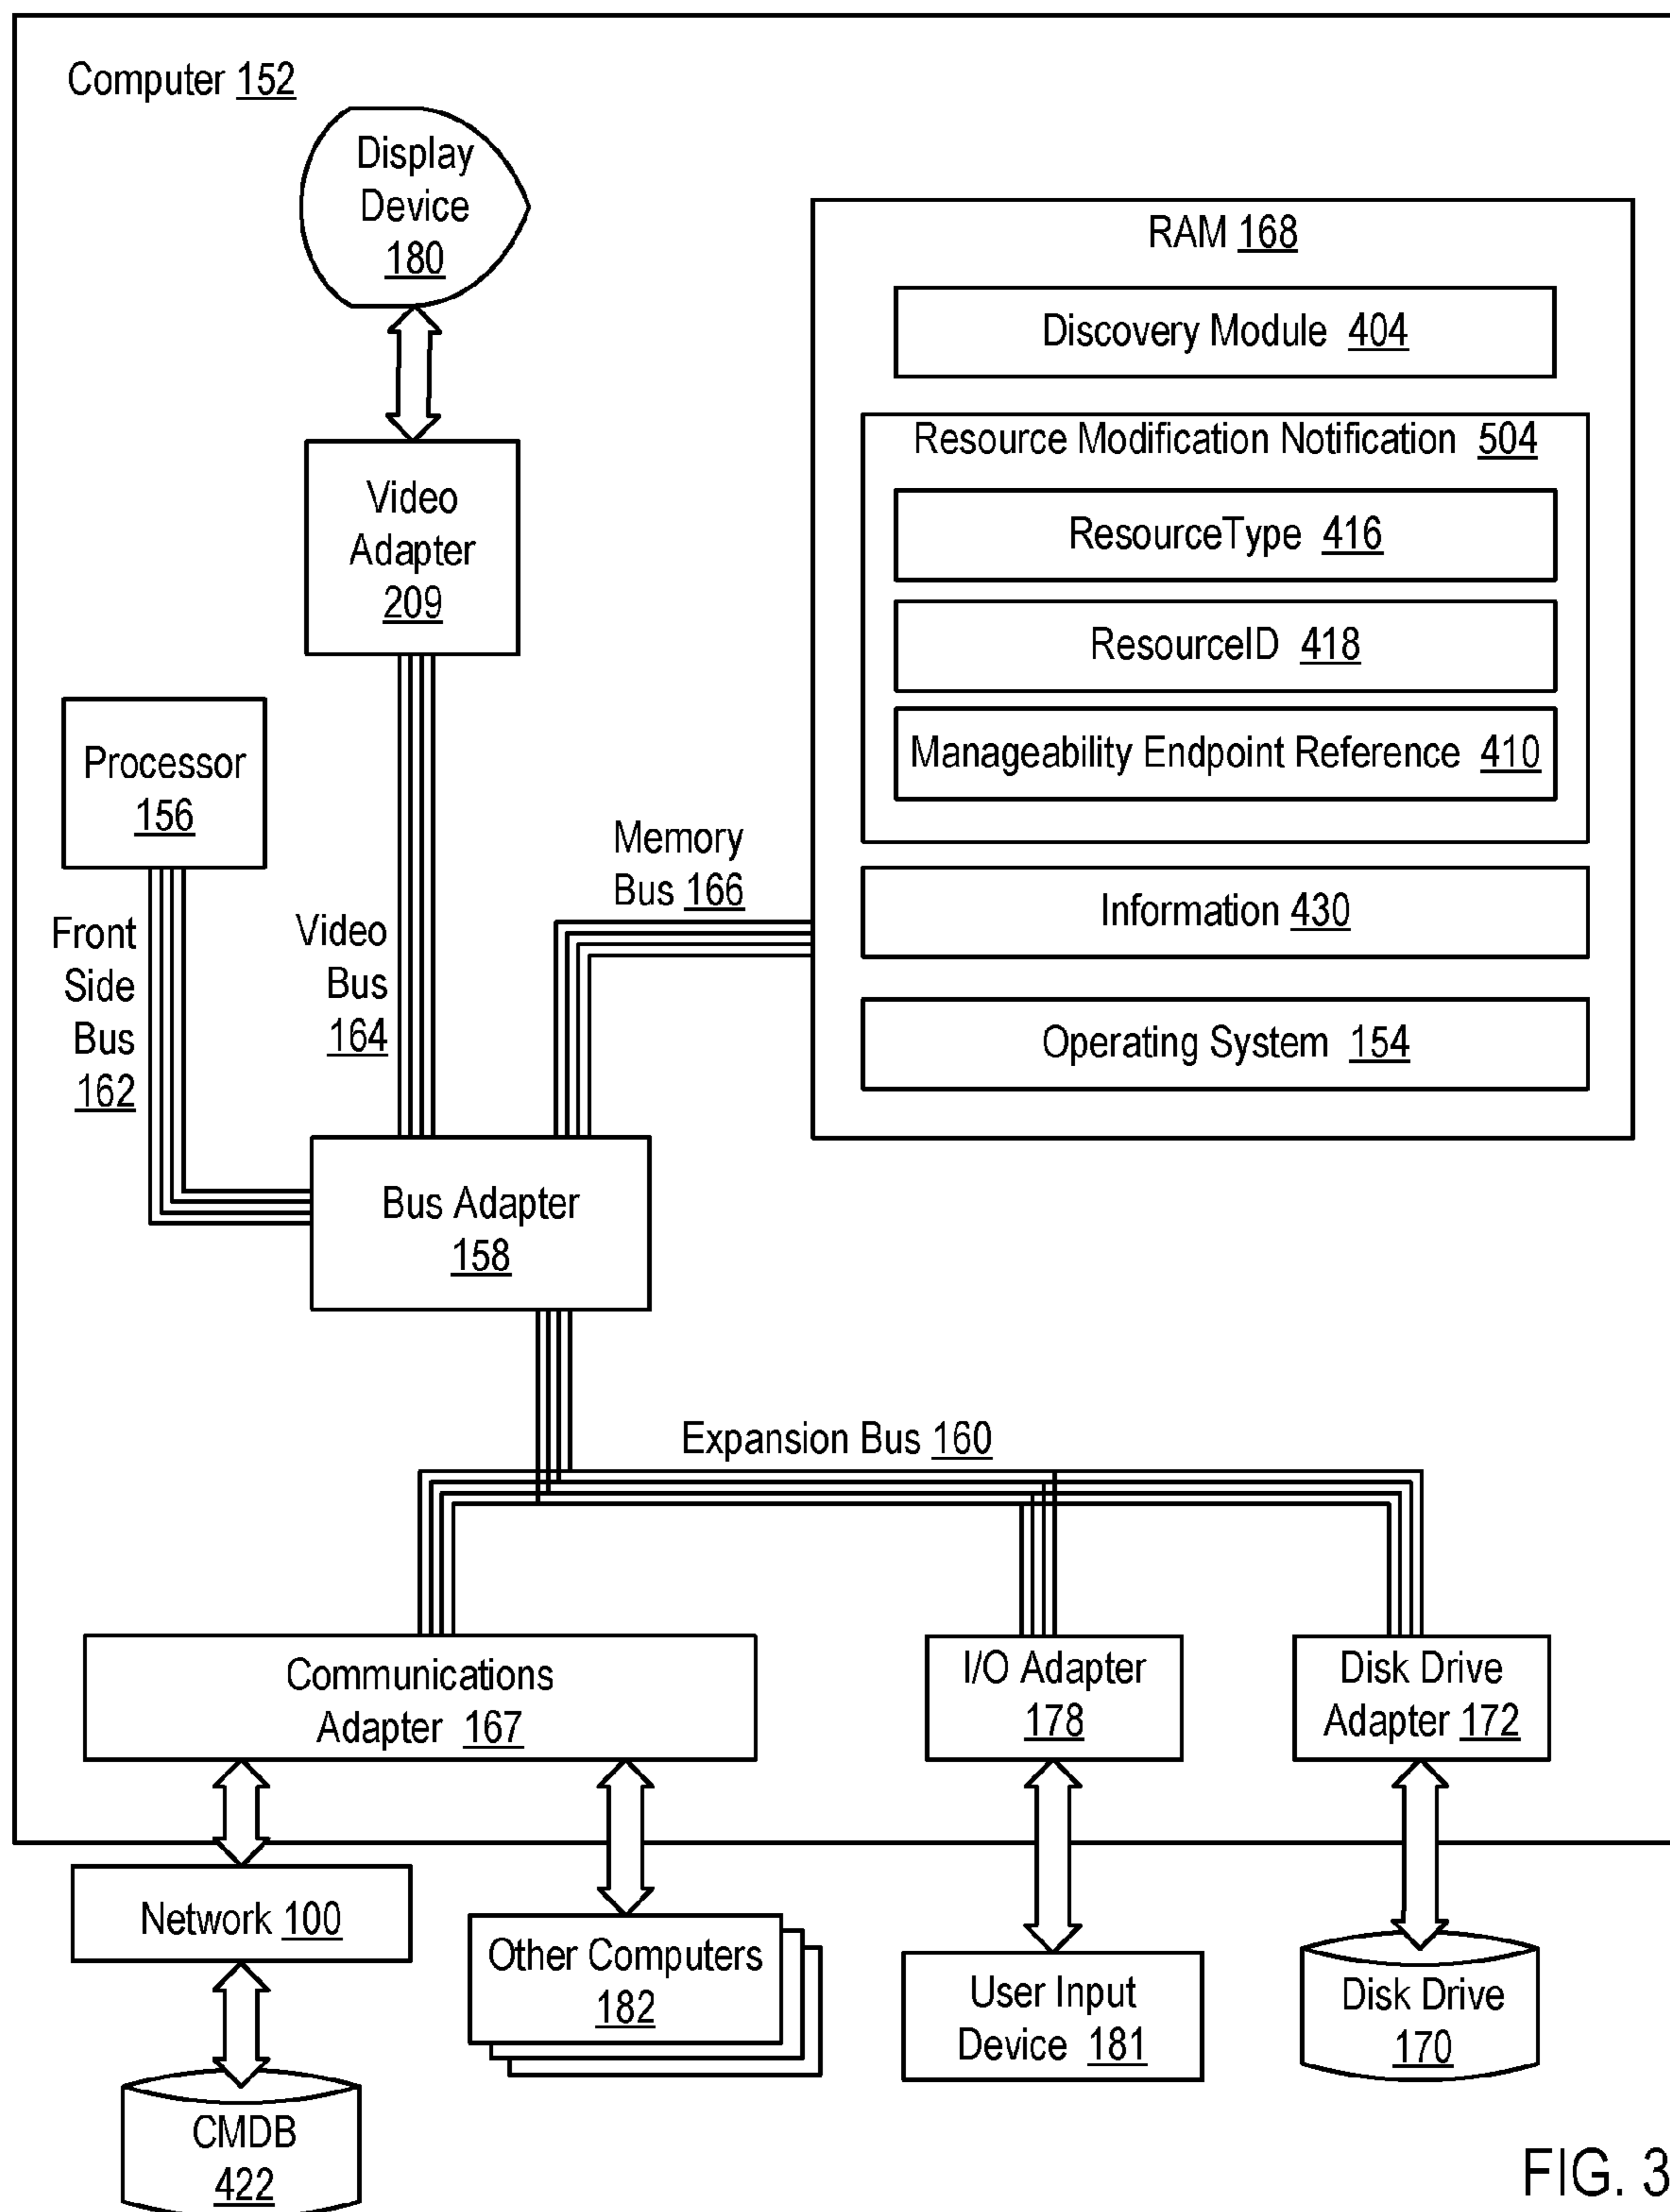 Computer 152
Display
Device
180
RAM 168
Discovery Module 404
Resource Modification Notification 504
Video
Adapter
209
ResourceType 416
ResourceID 418
Manageability Endpoint Reference 410
Processor
156
Memory
Bus 166
Information 430
Front
Side
Bus
162
Video
Bus
164
Operating System 154
Bus Adapter
158
Expansion Bus 160
Communications
Adapter 167
I/O Adapter
178
Disk Drive
Adapter 172
Network 100
Other Computers
182
User Input
Device 181
Disk Drive
170
CMDB
422
FIG. 3